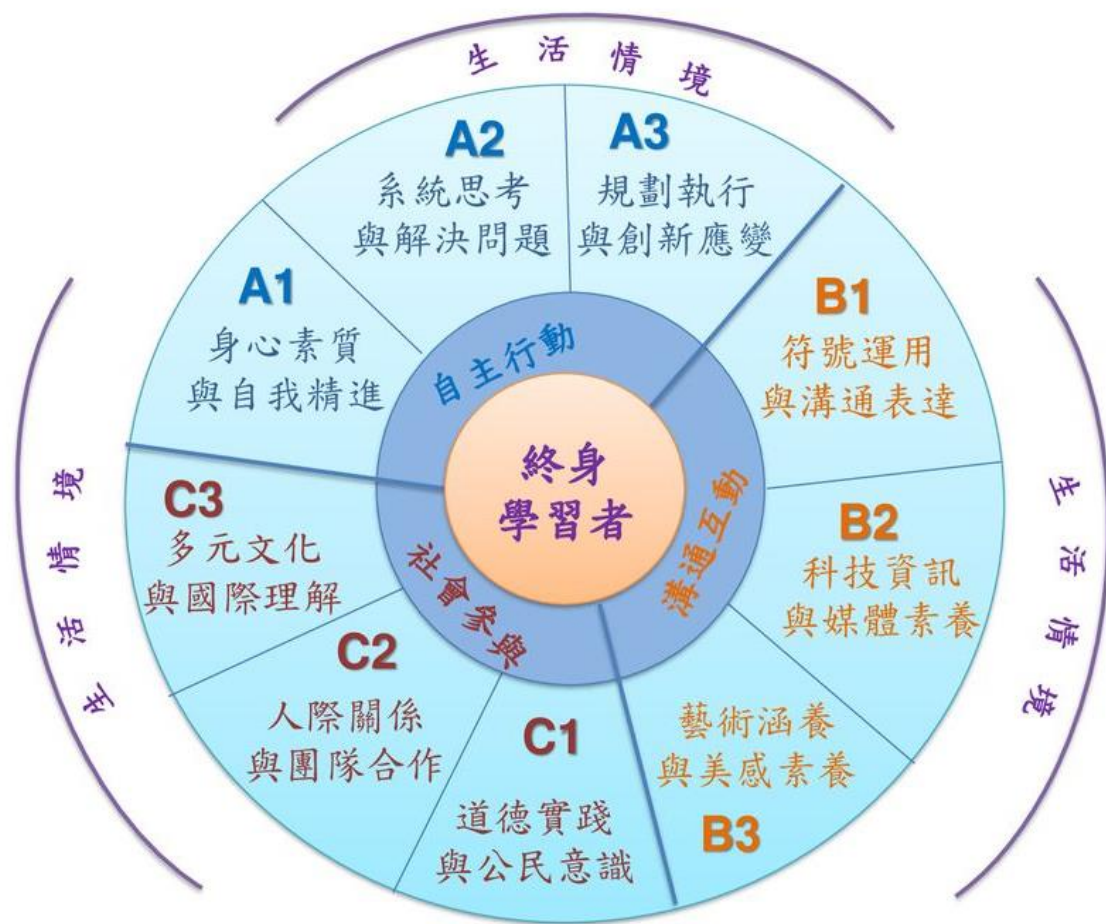 生活情境
A1
身心素質
與自我精進
A2
系統思考
與解決問題
A3
規劃執行
與創新應變
B1
符號運用
與溝通表達
B2
科技資訊
與媒體素養
藝術涵養
與美感素養
B3
C1
道德實踐
與公民意識
C2
人際關係
與團隊合作
C3
多元文化
與國際理解
自主行動
溝通互動
社會參與
終身
學習者
生活情境
生活情境